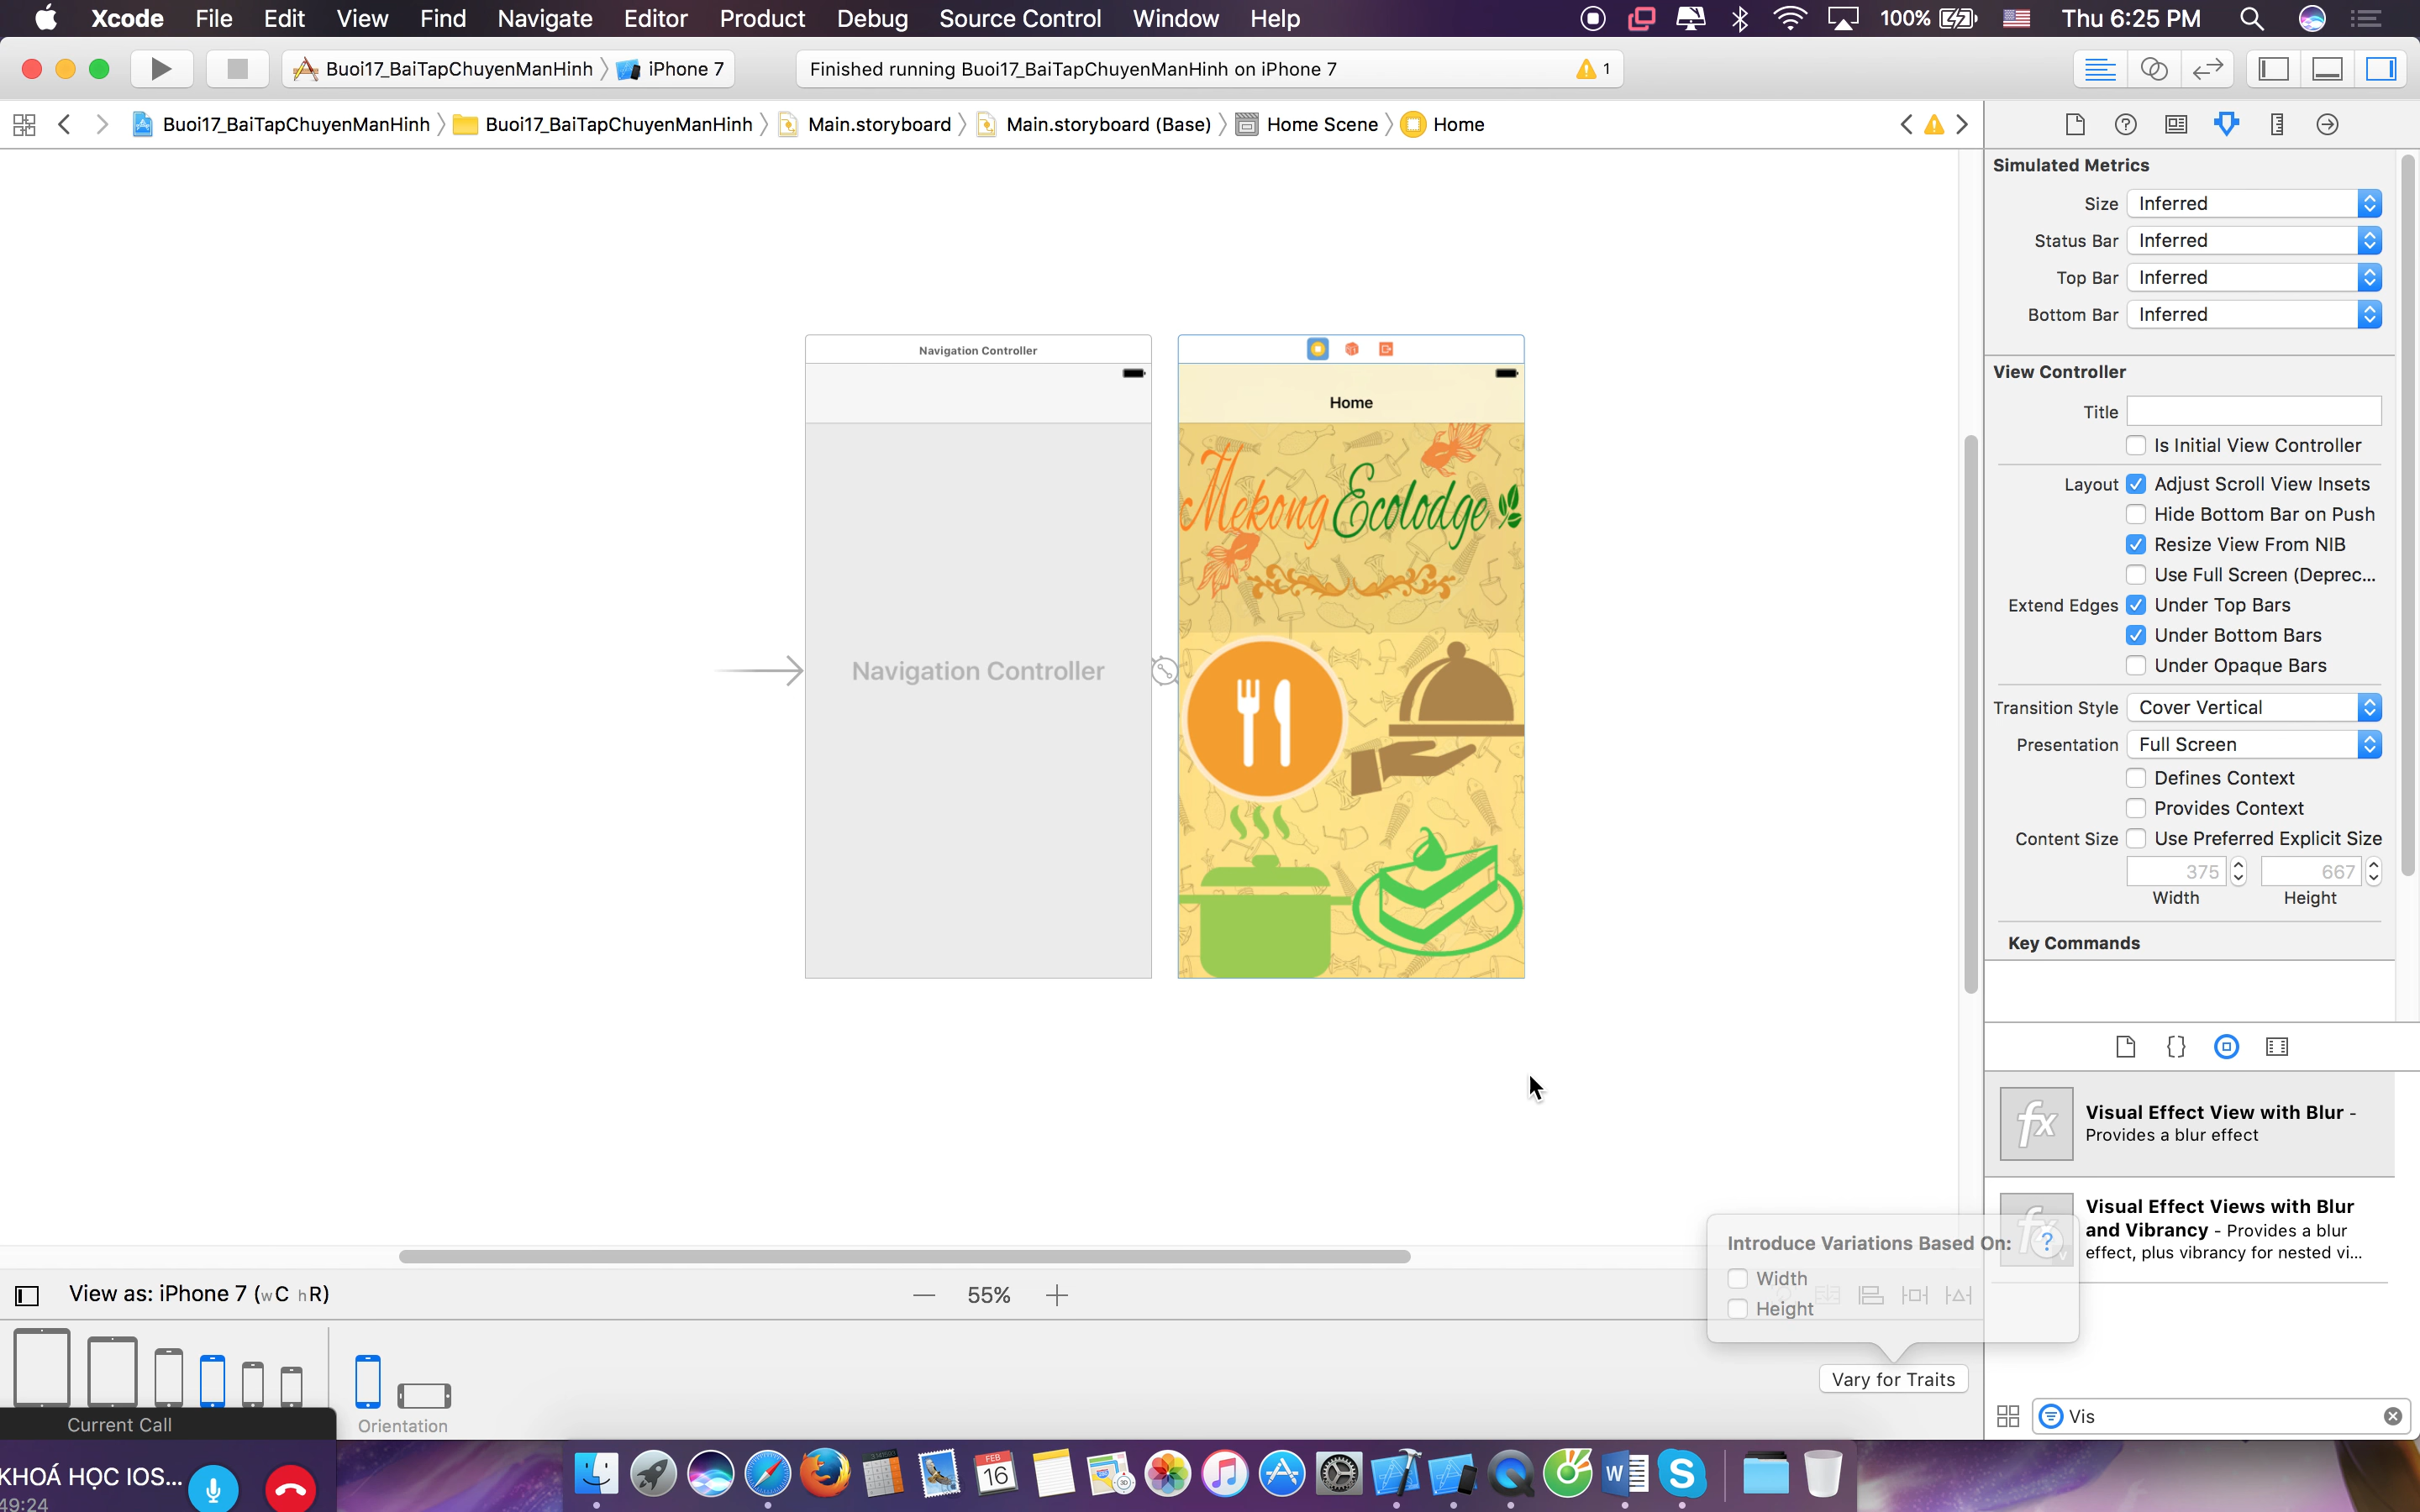 Xcode File Edit View Find Navigate Editor Product Debug Source Control Window Help 100% Thu 6:25 PM
Buoi17_BaiTapChuyenManHinh iPhone 7 Finished running Buoi17_BaiTapChuyenManHinh on iPhone 7 1
Buoi17_BaiTapChuyenManHinh Buoi17_BaiTapChuyenManHinh Main.storyboard Main.storyboard (Base) Home Scene Home
Simulated Metrics
Size Inferred
Status Bar Inferred
Top Bar Inferred
Bottom Bar Inferred
View Controller
Title
Is Initial View Controller
Layout Adjust Scroll View Insets
Hide Bottom Bar on Push
Resize View From NIB
Use Full Screen (Deprec...
Extend Edges Under Top Bars
Under Bottom Bars
Under Opaque Bars
Transition Style Cover Vertical
Presentation Full Screen
Defines Context
Provides Context
Content Size Use Preferred Explicit Size
375 667
Width Height
Key Commands
Navigation Controller
Navigation Controller
Home
Mekong Ecolodge
Visual Effect View with Blur -
Provides a blur effect
Visual Effect Views with Blur
and Vibrancy - Provides a blur
effect, plus vibrancy for nested vi...
Introduce Variations Based On: ?
Width
Height
View as: iPhone 7 (wC hR) 55%
Vary for Traits
Orientation
Vis
Current Call
KHOÁ HỌC IOS...
49:24
FEB
16